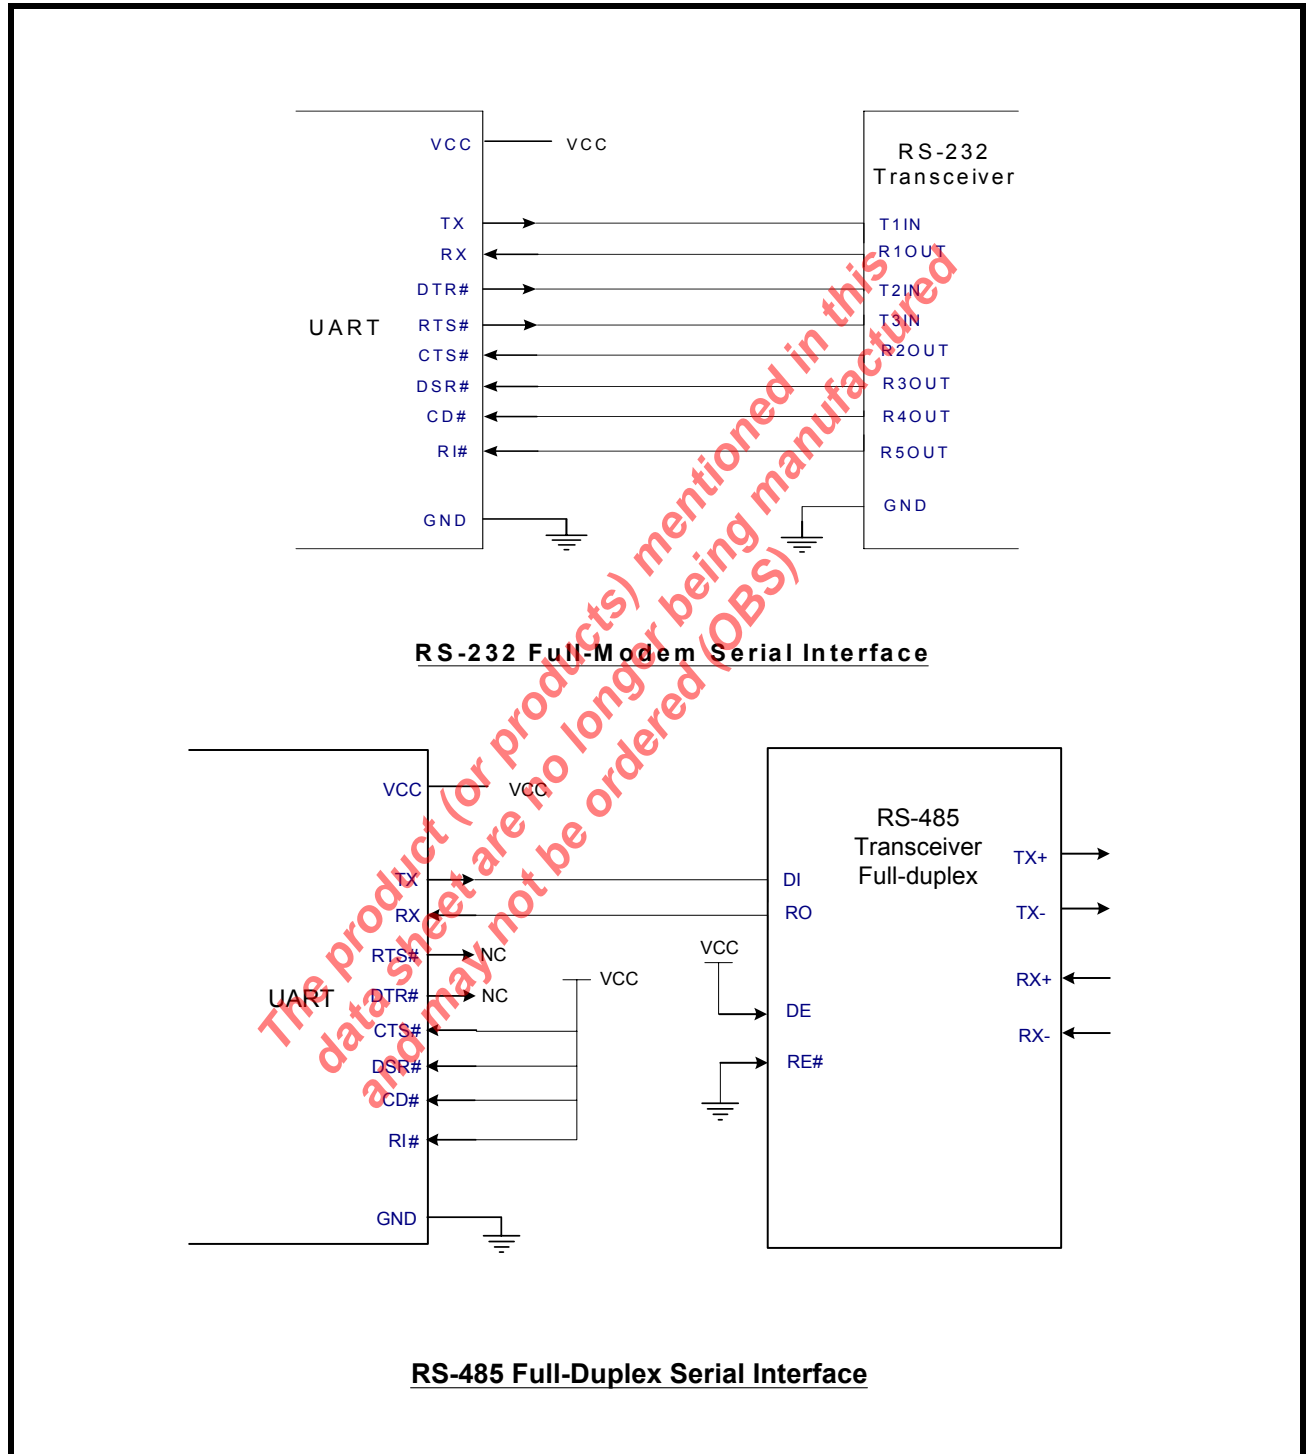 VCC
VCC
RS-232
Transceiver
TX
T1IN
RX
R1OUT
DTR#
T2IN
UART
RTS#
T3IN
CTS#
R2OUT
DSR#
R3OUT
CD#
R4OUT
RI#
R5OUT
GND
GND
RS-232 Full-Modem Serial Interface
VCC
VCC
RS-485
Transceiver
Full-duplex
TX+
TX
DI
RX
RO
TX-
RTS#
NC
VCC
VCC
RX+
UART
DTR#
NC
DE
CTS#
RX-
DSR#
RE#
CD#
RI#
GND
RS-485 Full-Duplex Serial Interface
The product (or products) mentioned in this
data sheet are no longer being manufactured
and may not be ordered (OBS)